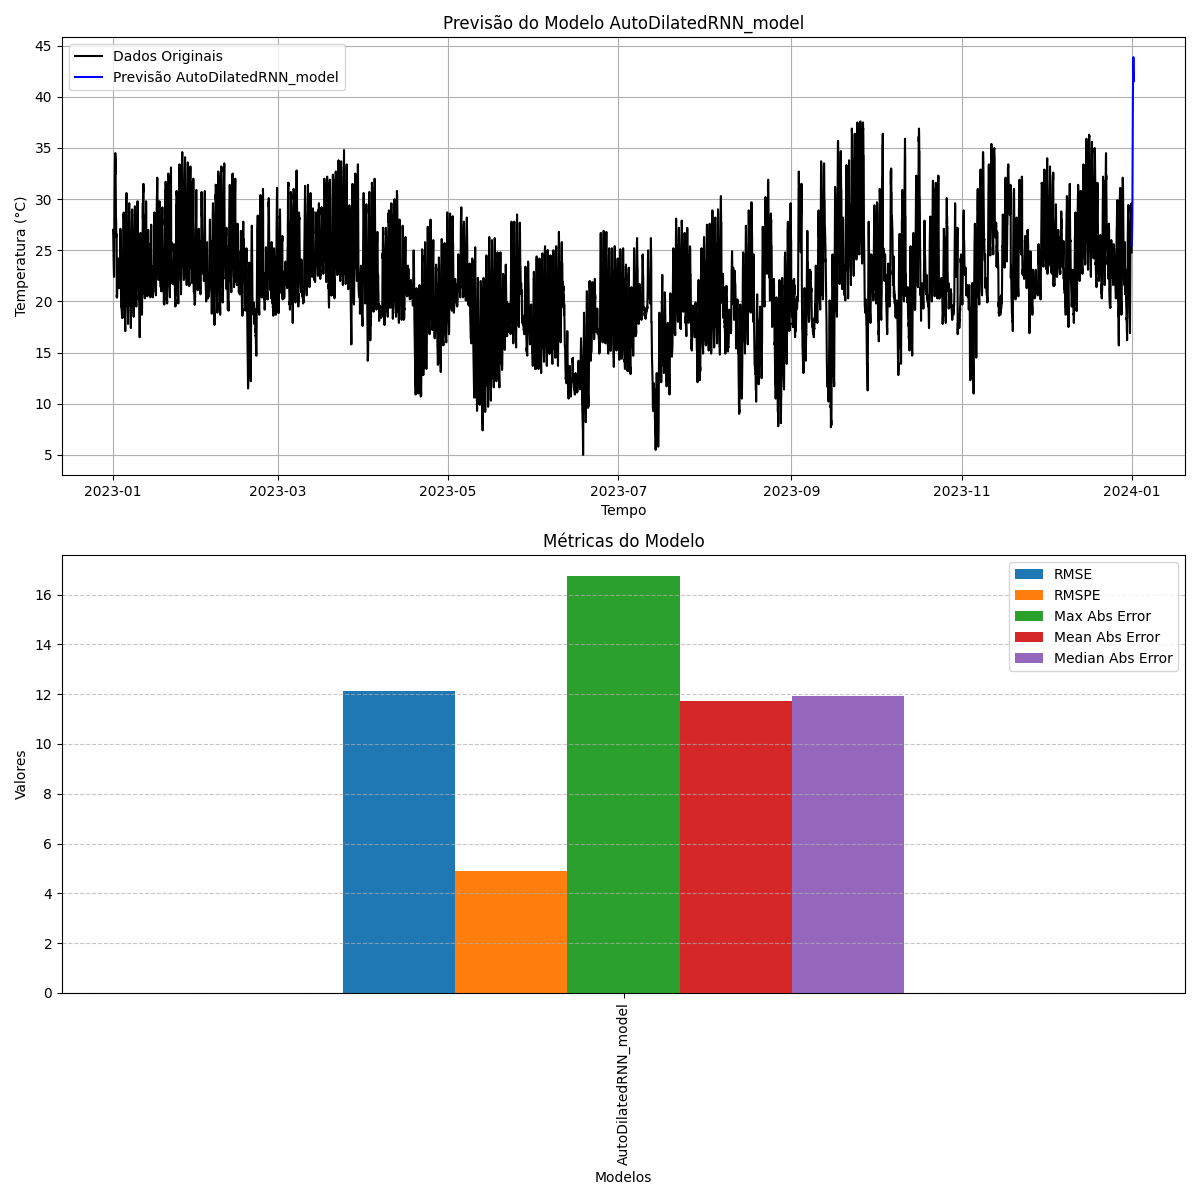 Previsão do Modelo AutoDilatedRNN_model
Dados Originais
Previsão AutoDilatedRNN_model
Temperatura (°C)
45
40
35
30
25
20
15
10
5
2023-01
2023-03
2023-05
2023-07
2023-09
2023-11
2024-01
Tempo
Métricas do Modelo
RMSE
RMSPE
Max Abs Error
Mean Abs Error
Median Abs Error
Valores
16
14
12
10
8
6
4
2
0
AutoDilatedRNN_model
Modelos